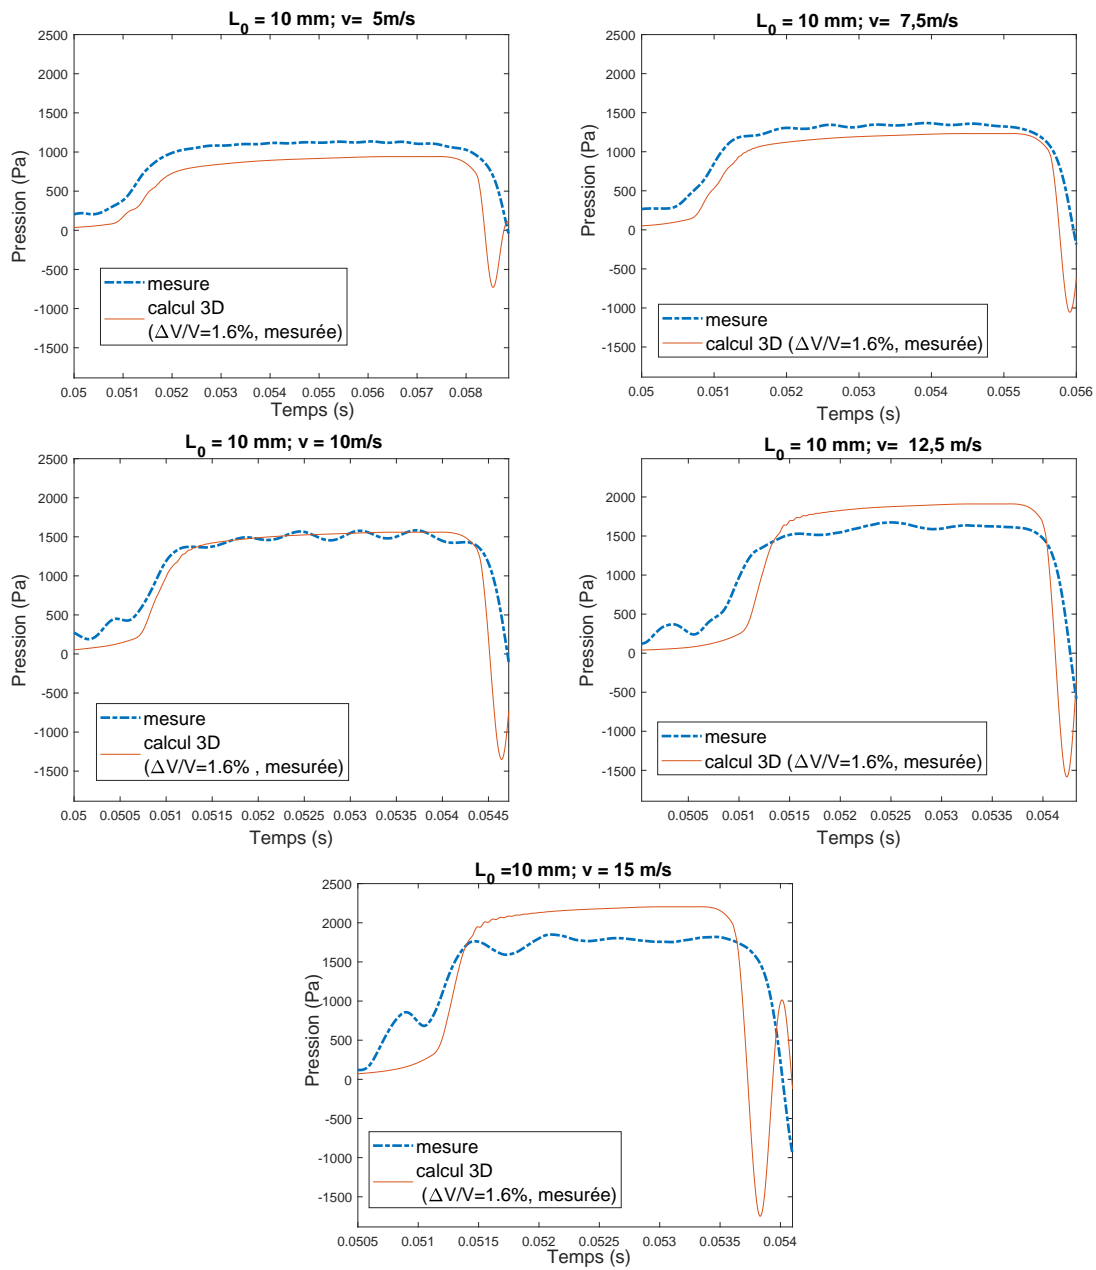 L₀ = 10 mm; v=  5m/s
2500
2000
1500
1000
500
0
-500
-1000
-1500
Pression (Pa)
mesure
calcul 3D
(ΔV/V=1.6%, mesurée)
0.05 0.051 0.052 0.053 0.054 0.055 0.056 0.057 0.058
Temps (s)
L₀ = 10 mm; v=  7,5m/s
2500
2000
1500
1000
500
0
-500
-1000
-1500
Pression (Pa)
mesure
calcul 3D (ΔV/V=1.6%, mesurée)
0.05 0.051 0.052 0.053 0.054 0.055 0.056
Temps (s)
L₀ = 10 mm; v = 10m/s
2500
2000
1500
1000
500
0
-500
-1000
-1500
Pression (Pa)
mesure
calcul 3D
(ΔV/V=1.6% , mesurée)
0.05 0.0505 0.051 0.0515 0.052 0.0525 0.053 0.0535 0.054 0.0545
Temps (s)
L₀ = 10 mm; v=  12,5 m/s
2000
1500
1000
500
0
-500
-1000
-1500
Pression (Pa)
mesure
calcul 3D (ΔV/V=1.6%, mesurée)
0.0505 0.051 0.0515 0.052 0.0525 0.053 0.0535 0.054
Temps (s)
L₀ =10 mm; v = 15 m/s
2500
2000
1500
1000
500
0
-500
-1000
-1500
Pression (Pa)
mesure
calcul 3D
(ΔV/V=1.6%, mesurée)
0.0505 0.051 0.0515 0.052 0.0525 0.053 0.0535 0.054
Temps (s)